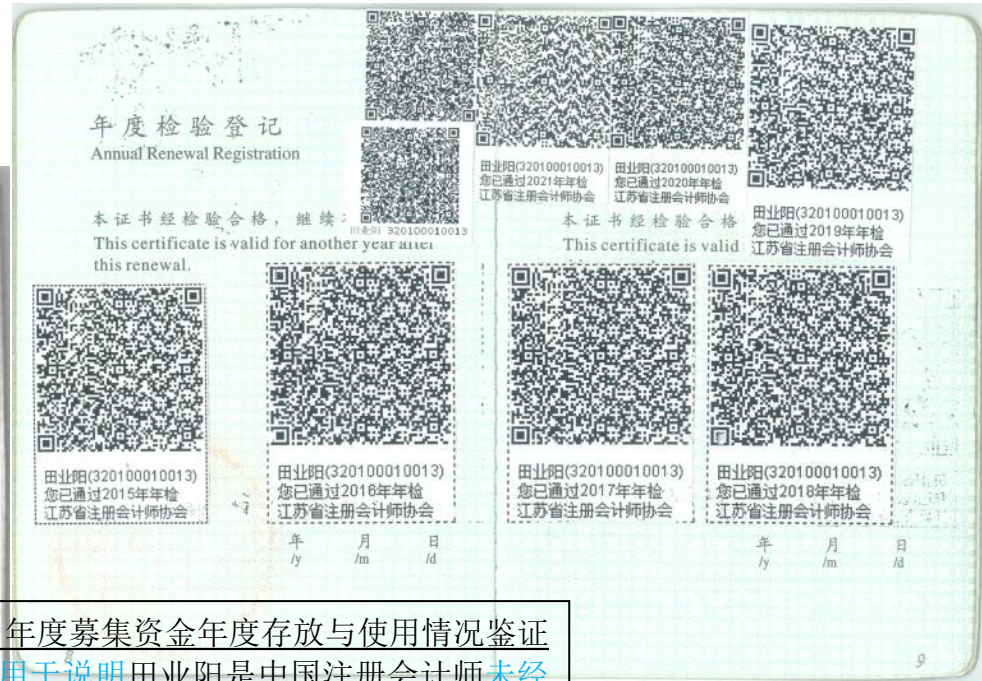 年度检验登记
Annual Renewal Registration
本证书经检验合格，继续
This certificate is valid for another year after
this renewal.
田业阳 320100010013
田业阳(320100010013)
您已通过2021年年检
江苏省注册会计师协会
田业阳(320100010013)
您已通过2020年年检
江苏省注册会计师协会
田业阳(320100010013)
您已通过2019年年检
江苏省注册会计师协会
本证书经检验合格
This certificate is valid
田业阳(320100010013)
您已通过2015年年检
江苏省注册会计师协会
田业阳(320100010013)
您已通过2016年年检
江苏省注册会计师协会
田业阳(320100010013)
您已通过2017年年检
江苏省注册会计师协会
田业阳(320100010013)
您已通过2018年年检
江苏省注册会计师协会
年 月 日
/y /m /d
年 月 日
/y /m /d
年度募集资金年度存放与使用情况鉴证
用于说明田业阳是中国注册会计师未经
8
9